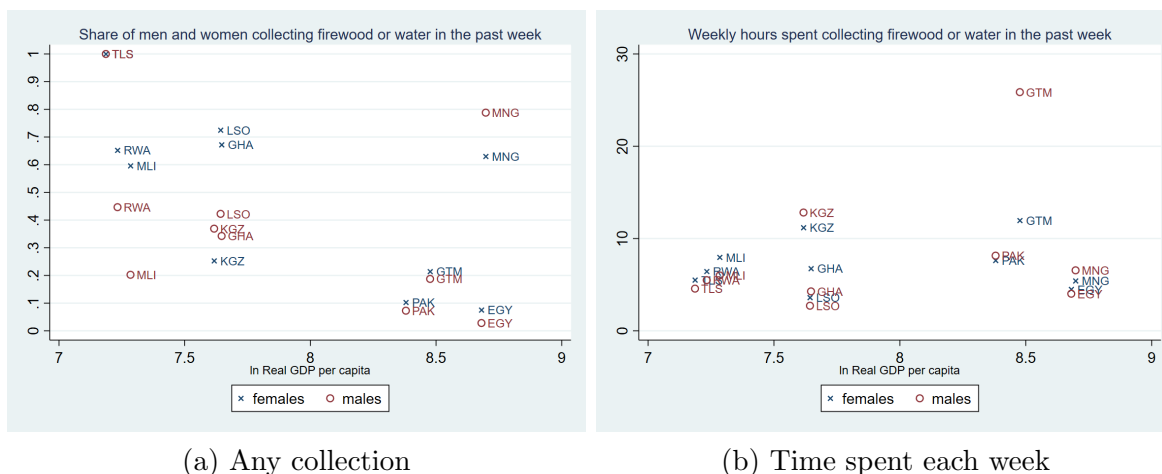 Share of men and women collecting firewood or water in the past week
1
.9
.8
.7
.6
.5
.4
.3
.2
.1
0
TLS
MNG
LSO
GHA
RWA
MNG
MLI
RWA
LSO
KGZ
GHA
KGZ
MLI
GTM
GTM
PAK
PAK
EGY
EGY
7
7.5
8
8.5
9
ln Real GDP per capita
females
males
(a) Any collection
Weekly hours spent collecting firewood or water in the past week
30
20
10
0
GTM
KGZ
KGZ
GTM
MLI
PAK
PAK
GHA
RWA
MLI
MNG
TLS
RWA
MNG
TLS
GHA
LSO
LSO
EGY
EGY
7
7.5
8
8.5
9
ln Real GDP per capita
females
males
(b) Time spent each week